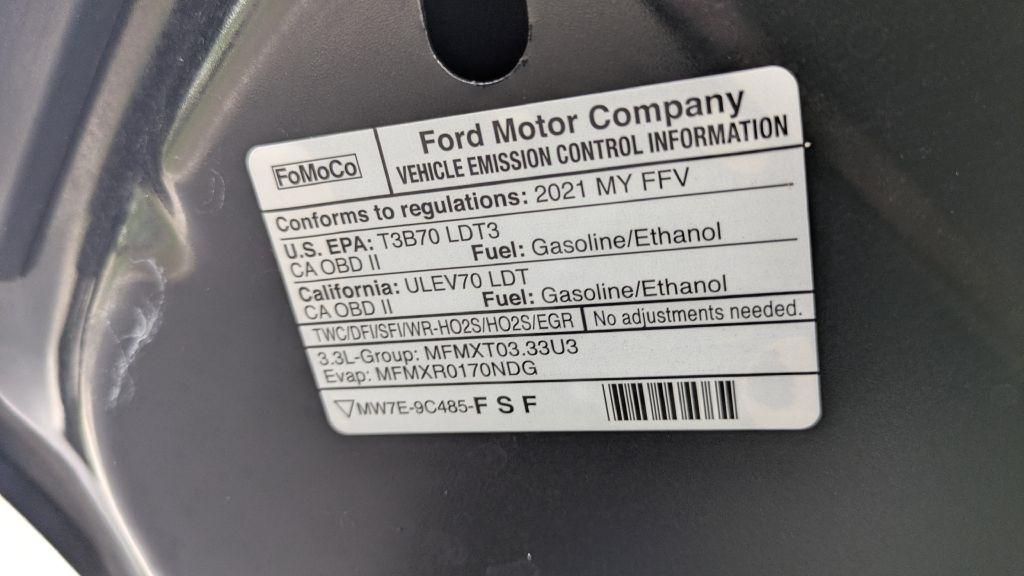 FoMoCo
Ford Motor Company
VEHICLE EMISSION CONTROL INFORMATION
Conforms to regulations: 2021 MY FFV
U.S. EPA: T3B70 LDT3
CA OBD II Fuel: Gasoline/Ethanol
California: ULEV70 LDT
CA OBD II Fuel: Gasoline/Ethanol
TWC/DFI/SFI/WR-HO2S/HO2S/EGR No adjustments needed.
3.3L-Group: MFMXT03.33U3
Evap: MFMXR0170NDG
MW7E-9C485-F S F